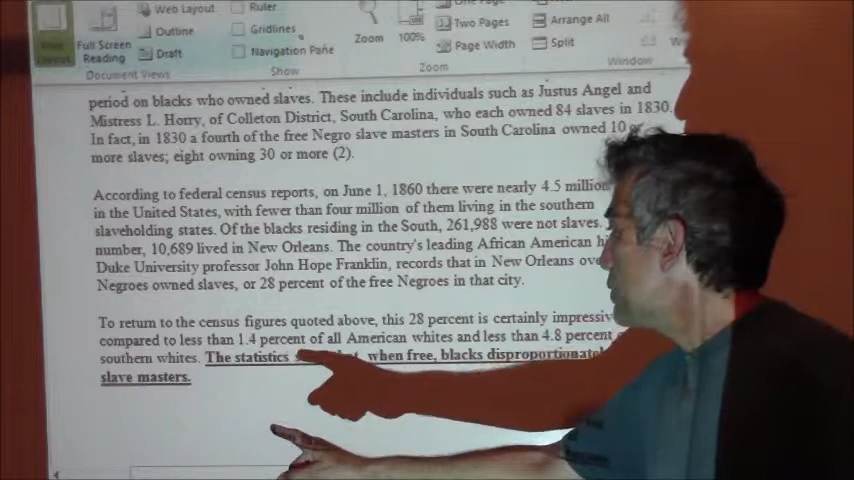 Web Layout
Ruler
Outline
Gridlines
Full Screen
Reading
Draft
Navigation Pane
Zoom
100%
Two Pages
Page Width
Arrange All
Split
Document Views
Show
Zoom
Window
period on blacks who owned slaves. These include individuals such as Justus Angel and
Mistress L. Horry, of Colleton District, South Carolina, who each owned 84 slaves in 1830.
In fact, in 1830 a fourth of the free Negro slave masters in South Carolina owned 10 or
more slaves; eight owning 30 or more (2).
According to federal census reports, on June 1, 1860 there were nearly 4.5 million
in the United States, with fewer than four million of them living in the southern
slaveholding states. Of the blacks residing in the South, 261,988 were not slaves.
number, 10,689 lived in New Orleans. The country's leading African American
Duke University professor John Hope Franklin, records that in New Orleans
Negroes owned slaves, or 28 percent of the free Negroes in that city.
To return to the census figures quoted above, this 28 percent is certainly
compared to less than 1.4 percent of all American whites and less than 4.8 percent
southern whites. The statistics when free, blacks
slave masters.